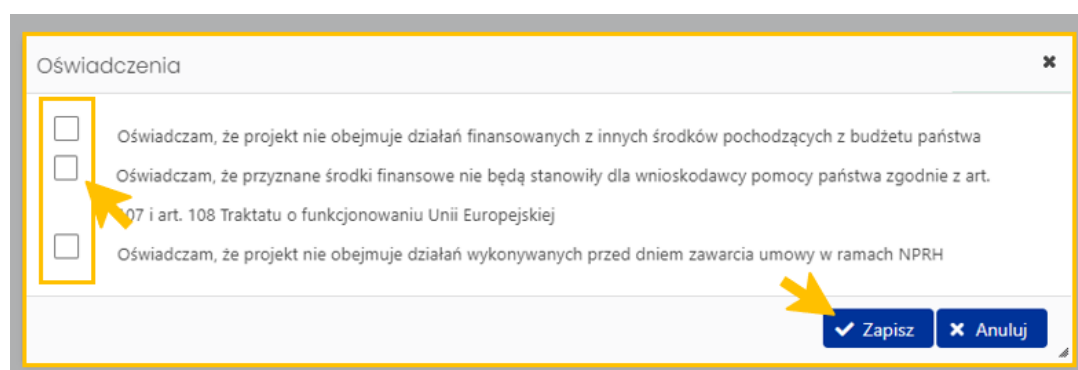 Oświadczenia
Oświadczam, że projekt nie obejmuje działań finansowanych z innych środków pochodzących z budżetu państwa
Oświadczam, że przyznane środki finansowe nie będą stanowiły dla wnioskodawcy pomocy państwa zgodnie z art.
107 i art. 108 Traktatu o funkcjonowaniu Unii Europejskiej
Oświadczam, że projekt nie obejmuje działań wykonywanych przed dniem zawarcia umowy w ramach NPRH
Zapisz Anuluj